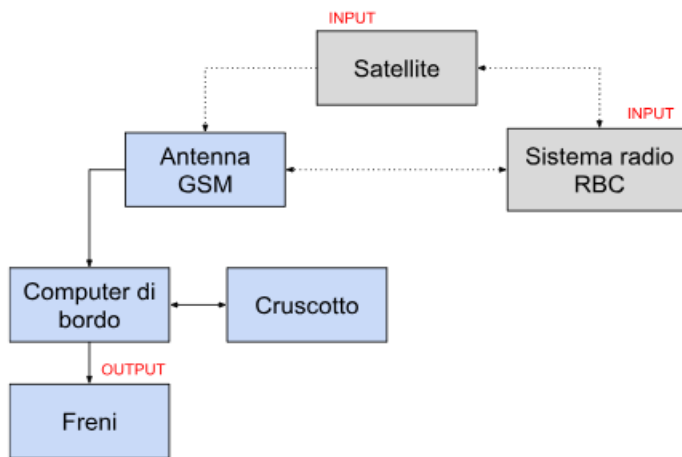 INPUT
Satellite
INPUT
Antenna
GSM
Sistema radio
RBC
Computer di
bordo
Cruscotto
OUTPUT
Freni